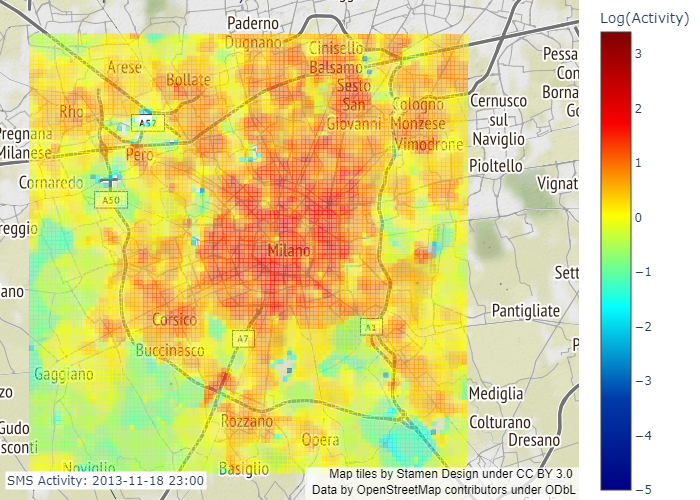 Paderno
Dugnano
Cinisello
Balsamo
Sesto
San
Giovanni
Arese
Bollate
Rho
A52
Pero
Pregnana
Milanese
Cornaredo
A50
reggio
ano
Cologno
Monzese
Vimodrone
Cernusco
sul
Naviglio
Pioltello
Pessa
Con
Borna
Go
Vignat
Milano
Sett
Pantigliate
P
Corsico
Buccinasco
A7
A1
Gaggiano
zo
Gudo
sconti
Rozzano
Opera
Mediglia
Colturano
Dresano
Noviglio
Basiglio
SMS Activity: 2013-11-18 23:00
Map tiles by Stamen Design under CC BY 3.0
Data by OpenStreetMap contributors under ODbL
Log(Activity)
3
2
1
0
−1
−2
−3
−4
−5